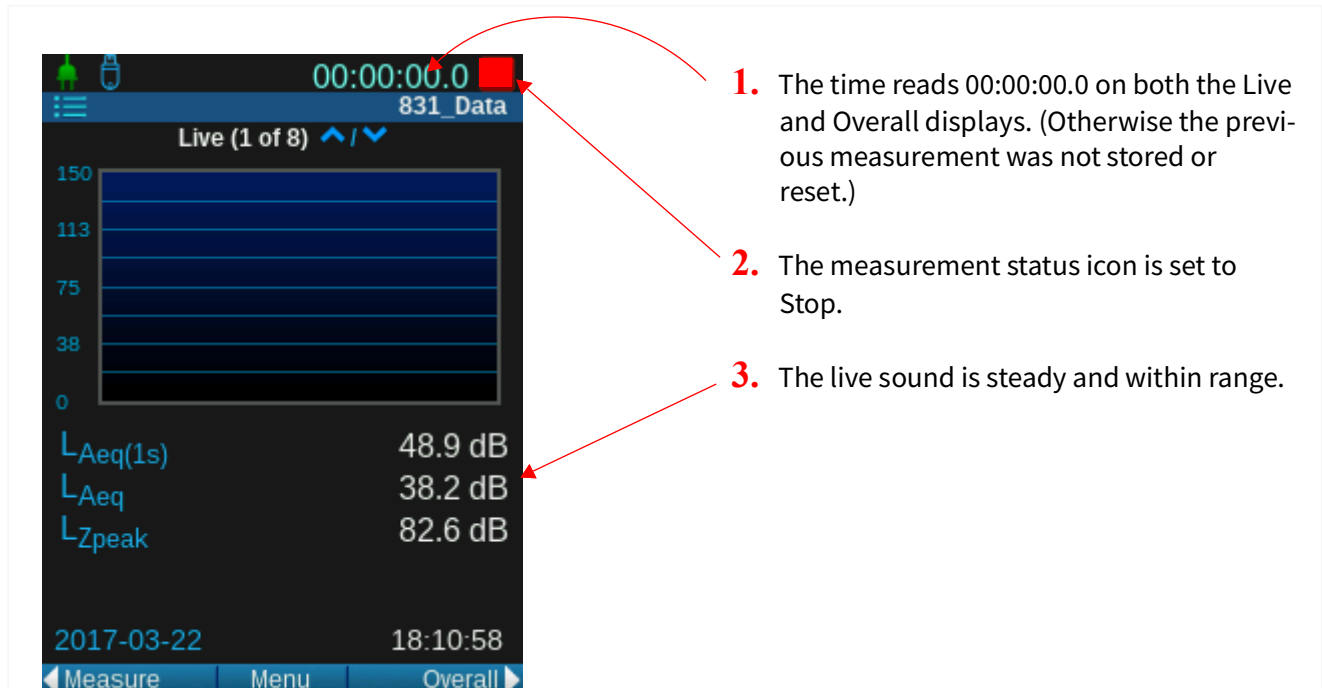 00:00:00.0
831_Data
Live (1 of 8) /
150
113
75
38
0
LAeq(1s) 48.9 dB
LAeq 38.2 dB
LZpeak 82.6 dB
2017-03-22 18:10:58
Measure Menu Overall
1. The time reads 00:00:00.0 on both the Live
and Overall displays. (Otherwise the previ-
ous measurement was not stored or
reset.)
2. The measurement status icon is set to
Stop.
3. The live sound is steady and within range.